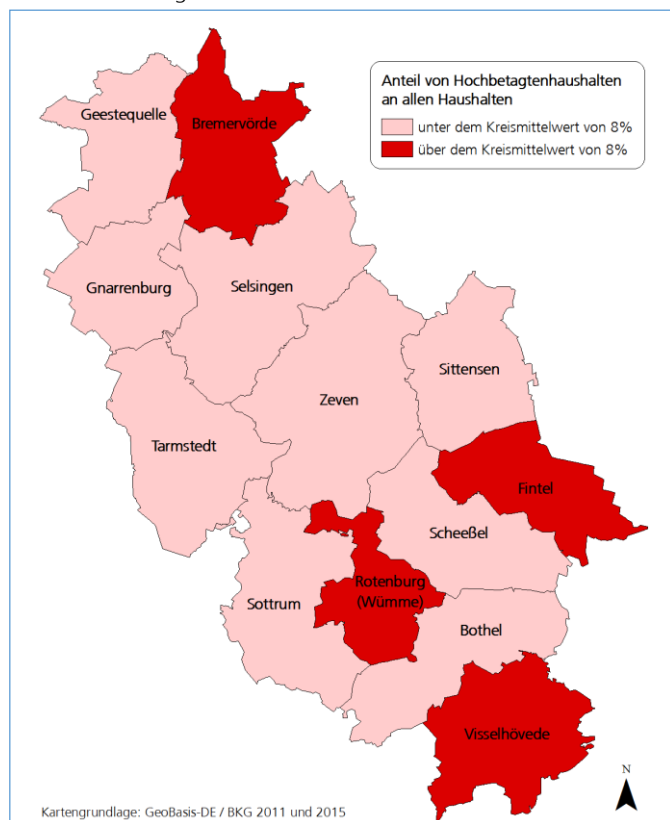 Geestequelle
Bremervörde
Anteil von Hochbetagtenhaushalten
an allen Haushalten
unter dem Kreismittelwert von 8%
über dem Kreismittelwert von 8%
Gnarrenburg
Selsingen
Sittensen
Zeven
Tarmstedt
Fintel
Scheeßel
Rotenburg
(Wümme)
Sottrum
Bothel
Visselhövede
N
Kartengrundlage: GeoBasis-DE / BKG 2011 und 2015